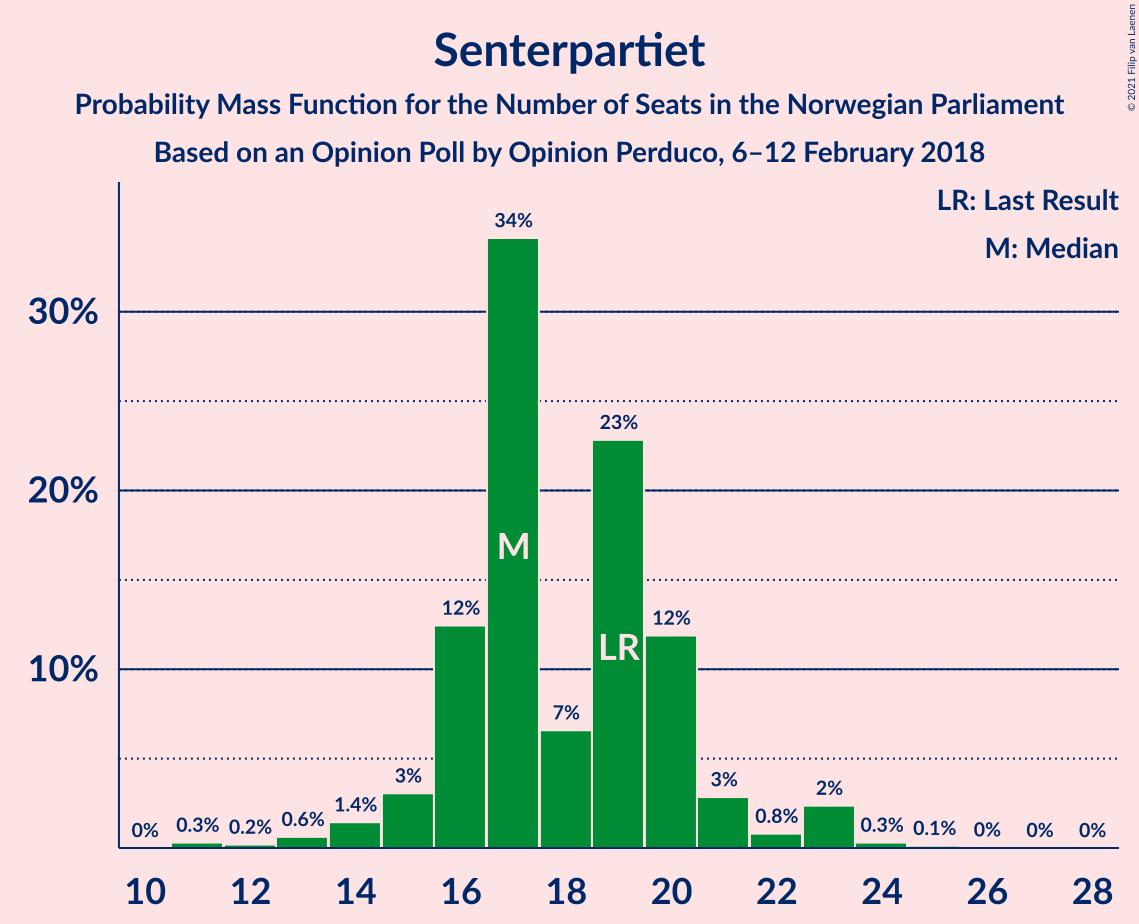 Senterpartiet
Probability Mass Function for the Number of Seats in the Norwegian Parliament
Based on an Opinion Poll by Opinion Perduco, 6–12 February 2018
© 2021 Filip van Laenen
LR: Last Result
M: Median
34%
30%
23%
20%
M
12%
12%
LR
10%
7%
3%
3%
2%
1.4%
0.8%
0.6%
0% 0.3% 0.2% 0.3% 0.1% 0% 0% 0%
10 12 14 16 18 20 22 24 26 28